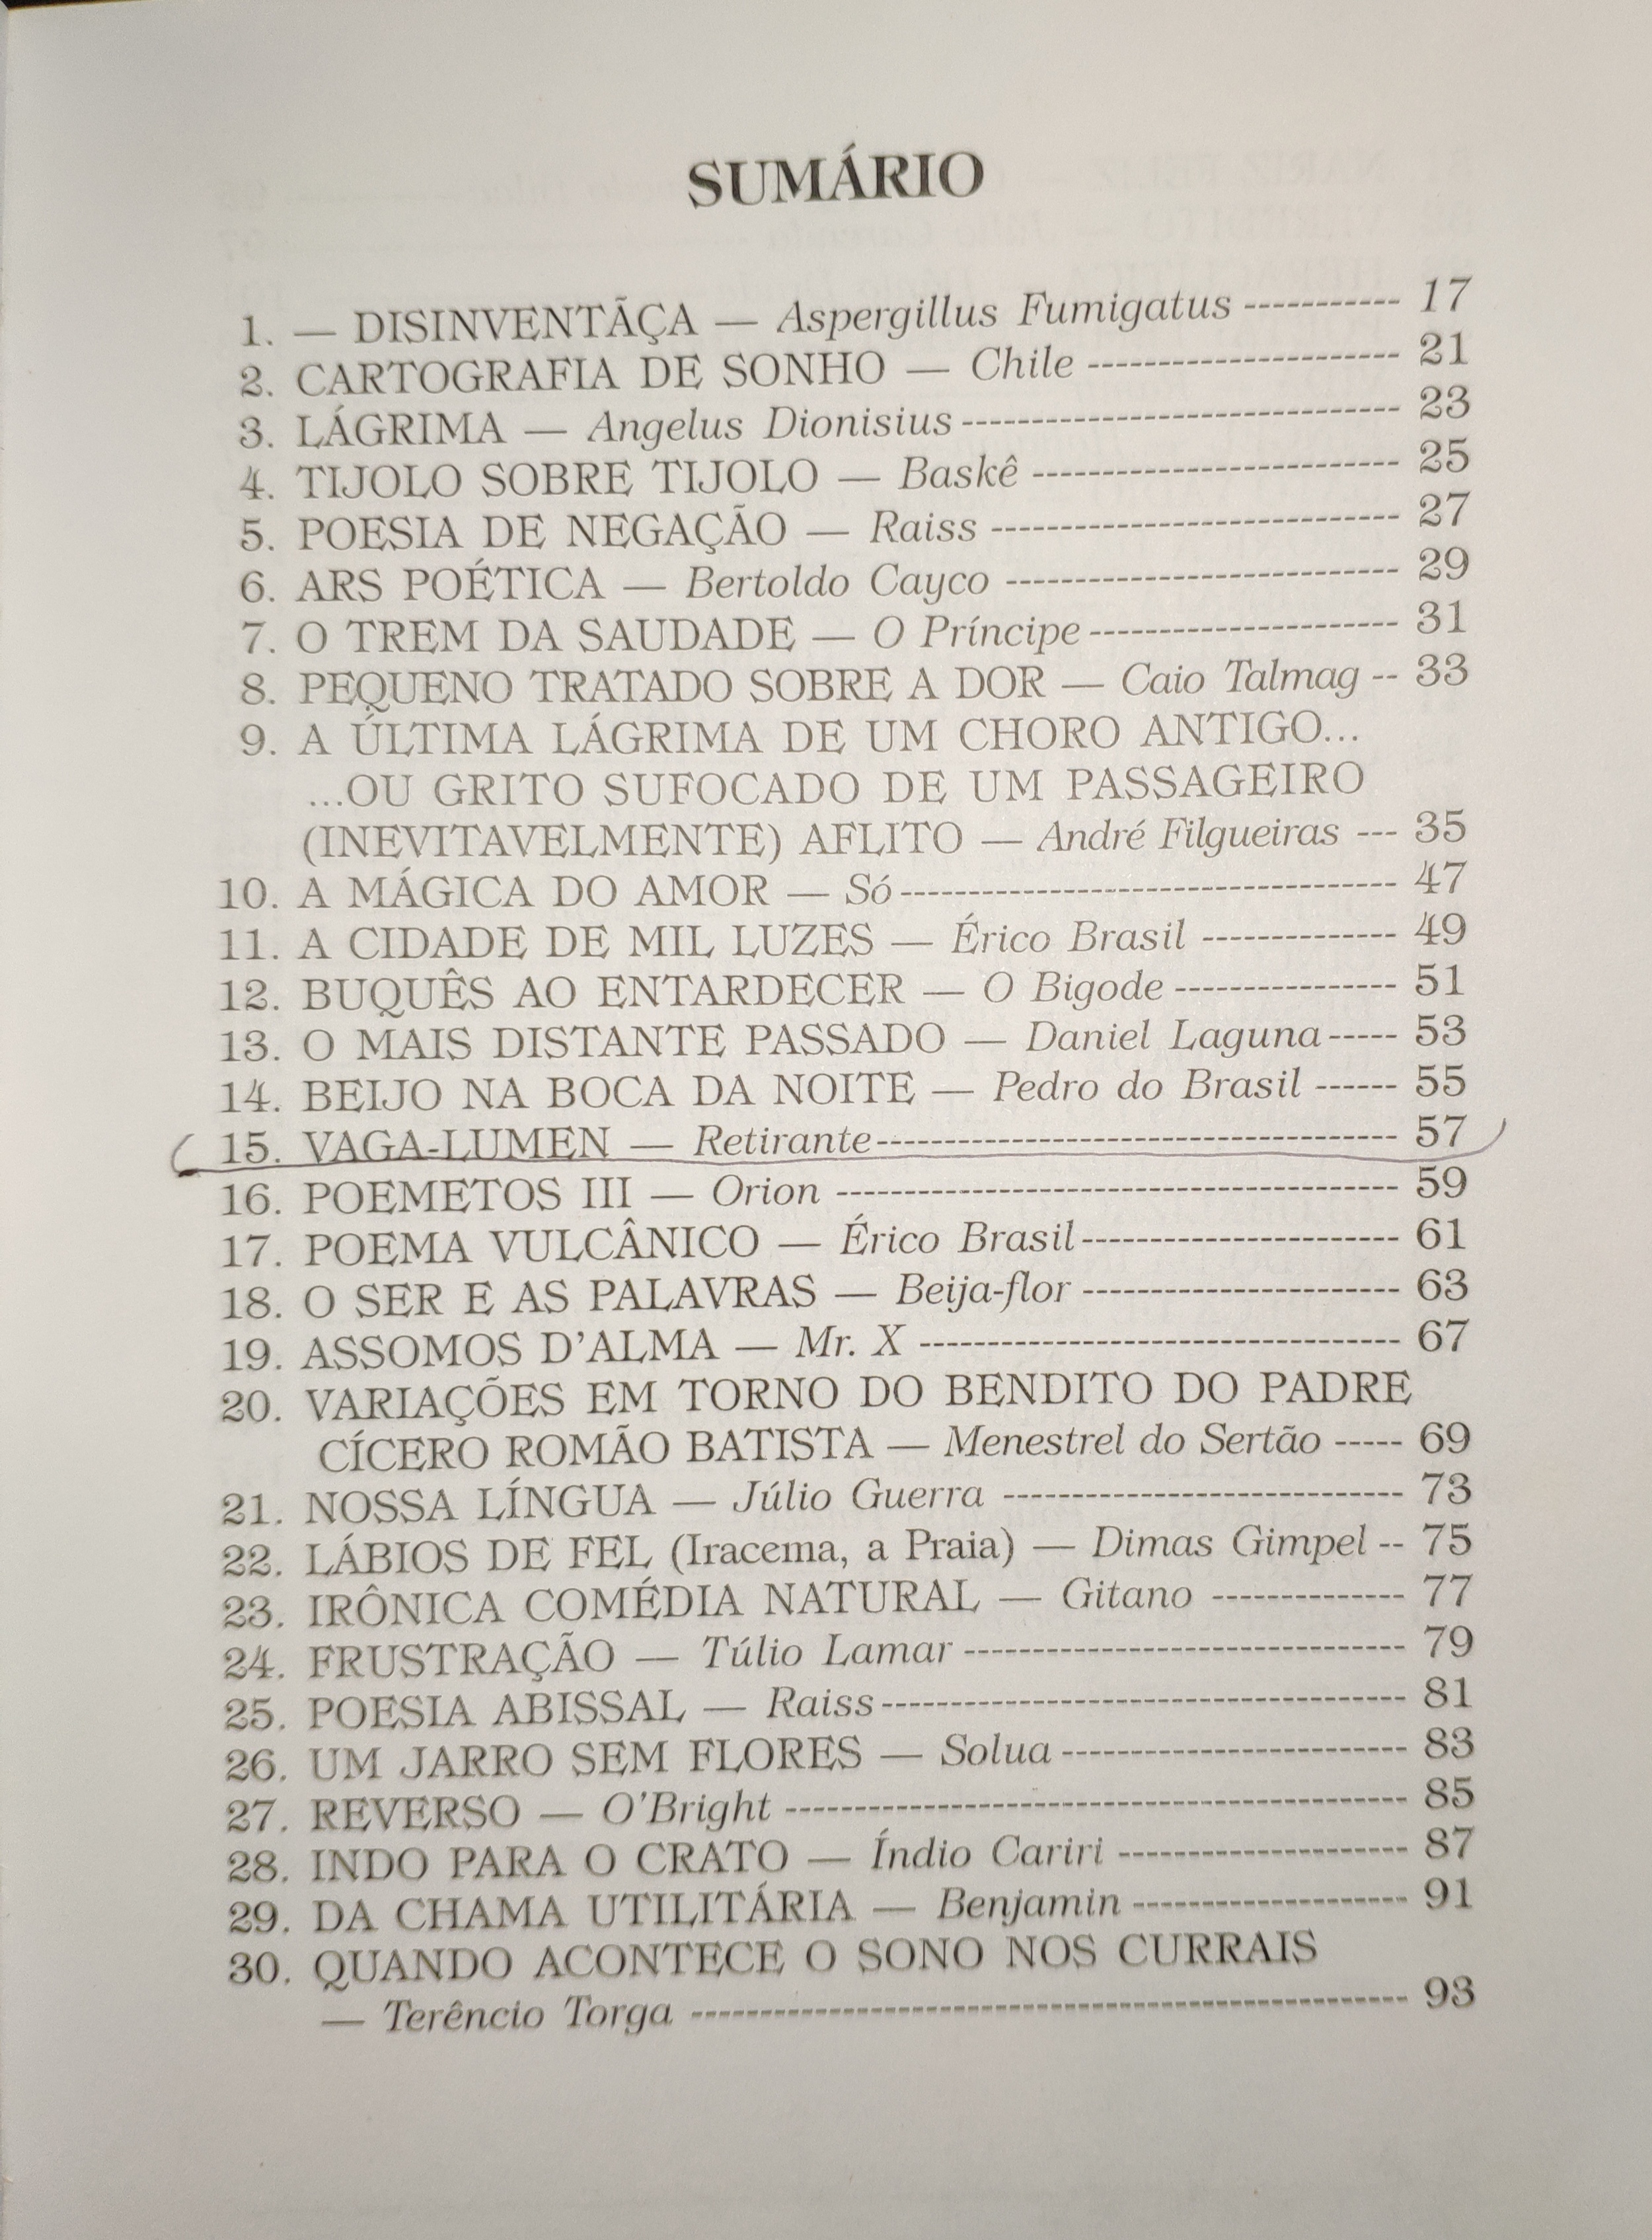 SUMÁRIO
1. — DISINVENTÃÇA — Aspergillus Fumigatus ----------- 17
2. CARTOGRAFIA DE SONHO — Chile ---------------------- 21
3. LÁGRIMA — Angelus Dionisius ------------------------------- 23
4. TIJOLO SOBRE TIJOLO — Baskê -------------------------- 25
5. POESIA DE NEGAÇÃO — Raiss ----------------------------- 27
6. ARS POÉTICA — Bertoldo Cayco ---------------------------- 29
7. O TREM DA SAUDADE — O Príncipe ---------------------- 31
8. PEQUENO TRATADO SOBRE A DOR — Caio Talmag -- 33
9. A ÚLTIMA LÁGRIMA DE UM CHORO ANTIGO...
...OU GRITO SUFOCADO DE UM PASSAGEIRO
(INEVITAVELMENTE) AFLITO — André Filgueiras --- 35
10. A MÁGICA DO AMOR — Só ----------------------------------- 47
11. A CIDADE DE MIL LUZES — Érico Brasil -------------- 49
12. BUQUÊS AO ENTARDECER — O Bigode ---------------- 51
13. O MAIS DISTANTE PASSADO — Daniel Laguna ----- 53
14. BEIJO NA BOCA DA NOITE — Pedro do Brasil ------ 55
15. VAGA-LUMEN — Retirante ------------------------------------- 57
16. POEMETOS III — Orion ---------------------------------------- 59
17. POEMA VULCÂNICO — Érico Brasil ----------------------- 61
18. O SER E AS PALAVRAS — Beija-flor ----------------------- 63
19. ASSOMOS D'ALMA — Mr. X ---------------------------------- 67
20. VARIAÇÕES EM TORNO DO BENDITO DO PADRE
CÍCERO ROMÃO BATISTA — Menestrel do Sertão ----- 69
21. NOSSA LÍNGUA — Júlio Guerra ---------------------------- 73
22. LÁBIOS DE FEL (Iracema, a Praia) — Dimas Gimpel -- 75
23. IRÔNICA COMÉDIA NATURAL — Gitano -------------- 77
24. FRUSTRAÇÃO — Túlio Lamar ------------------------------- 79
25. POESIA ABISSAL — Raiss ------------------------------------- 81
26. UM JARRO SEM FLORES — Solua ------------------------ 83
27. REVERSO — O'Bright -------------------------------------------- 85
28. INDO PARA O CRATO — Índio Cariri --------------------- 87
29. DA CHAMA UTILITÁRIA — Benjamin -------------------- 91
30. QUANDO ACONTECE O SONO NOS CURRAIS
— Terêncio Torga --------------------------------------------------- 93